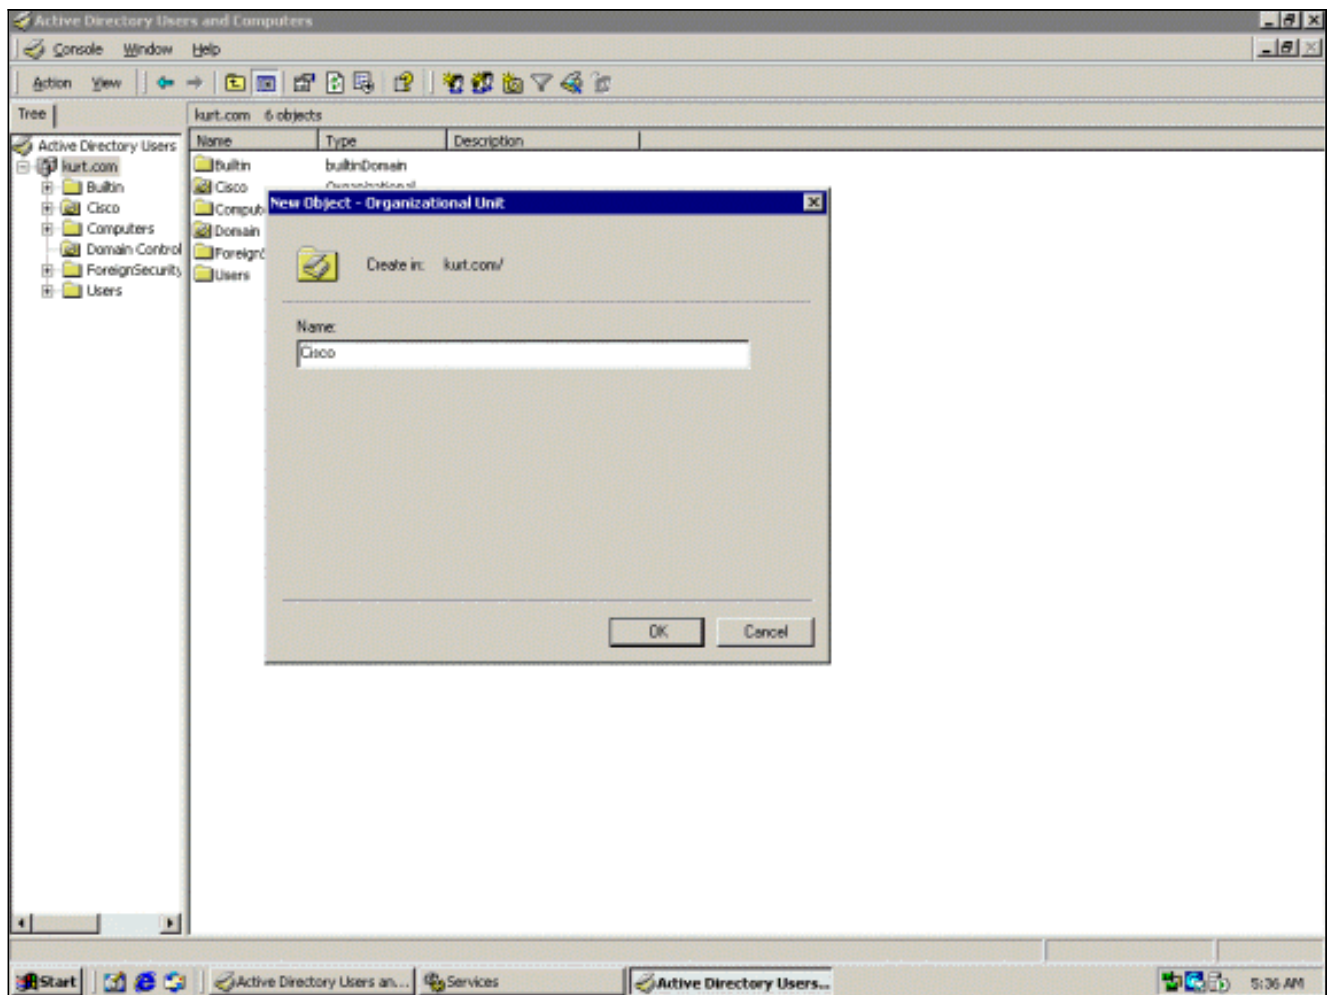 Active Directory Users and Computers
Console Window Help
Action View
Tree
kurt.com 6 objects
Active Directory Users
kurt.com
Builtin
Cisco
Computers
Domain Control
ForeignSecurity
Users
Name Type Description
Builtin builtinDomain
Cisco Organizational
Comput
Domain
ForeignS
Users
New Object - Organizational Unit
Create in: kurt.com/
Name:
Cisco
OK Cancel
Start Active Directory Users an... Services Active Directory Users... 5:36 AM